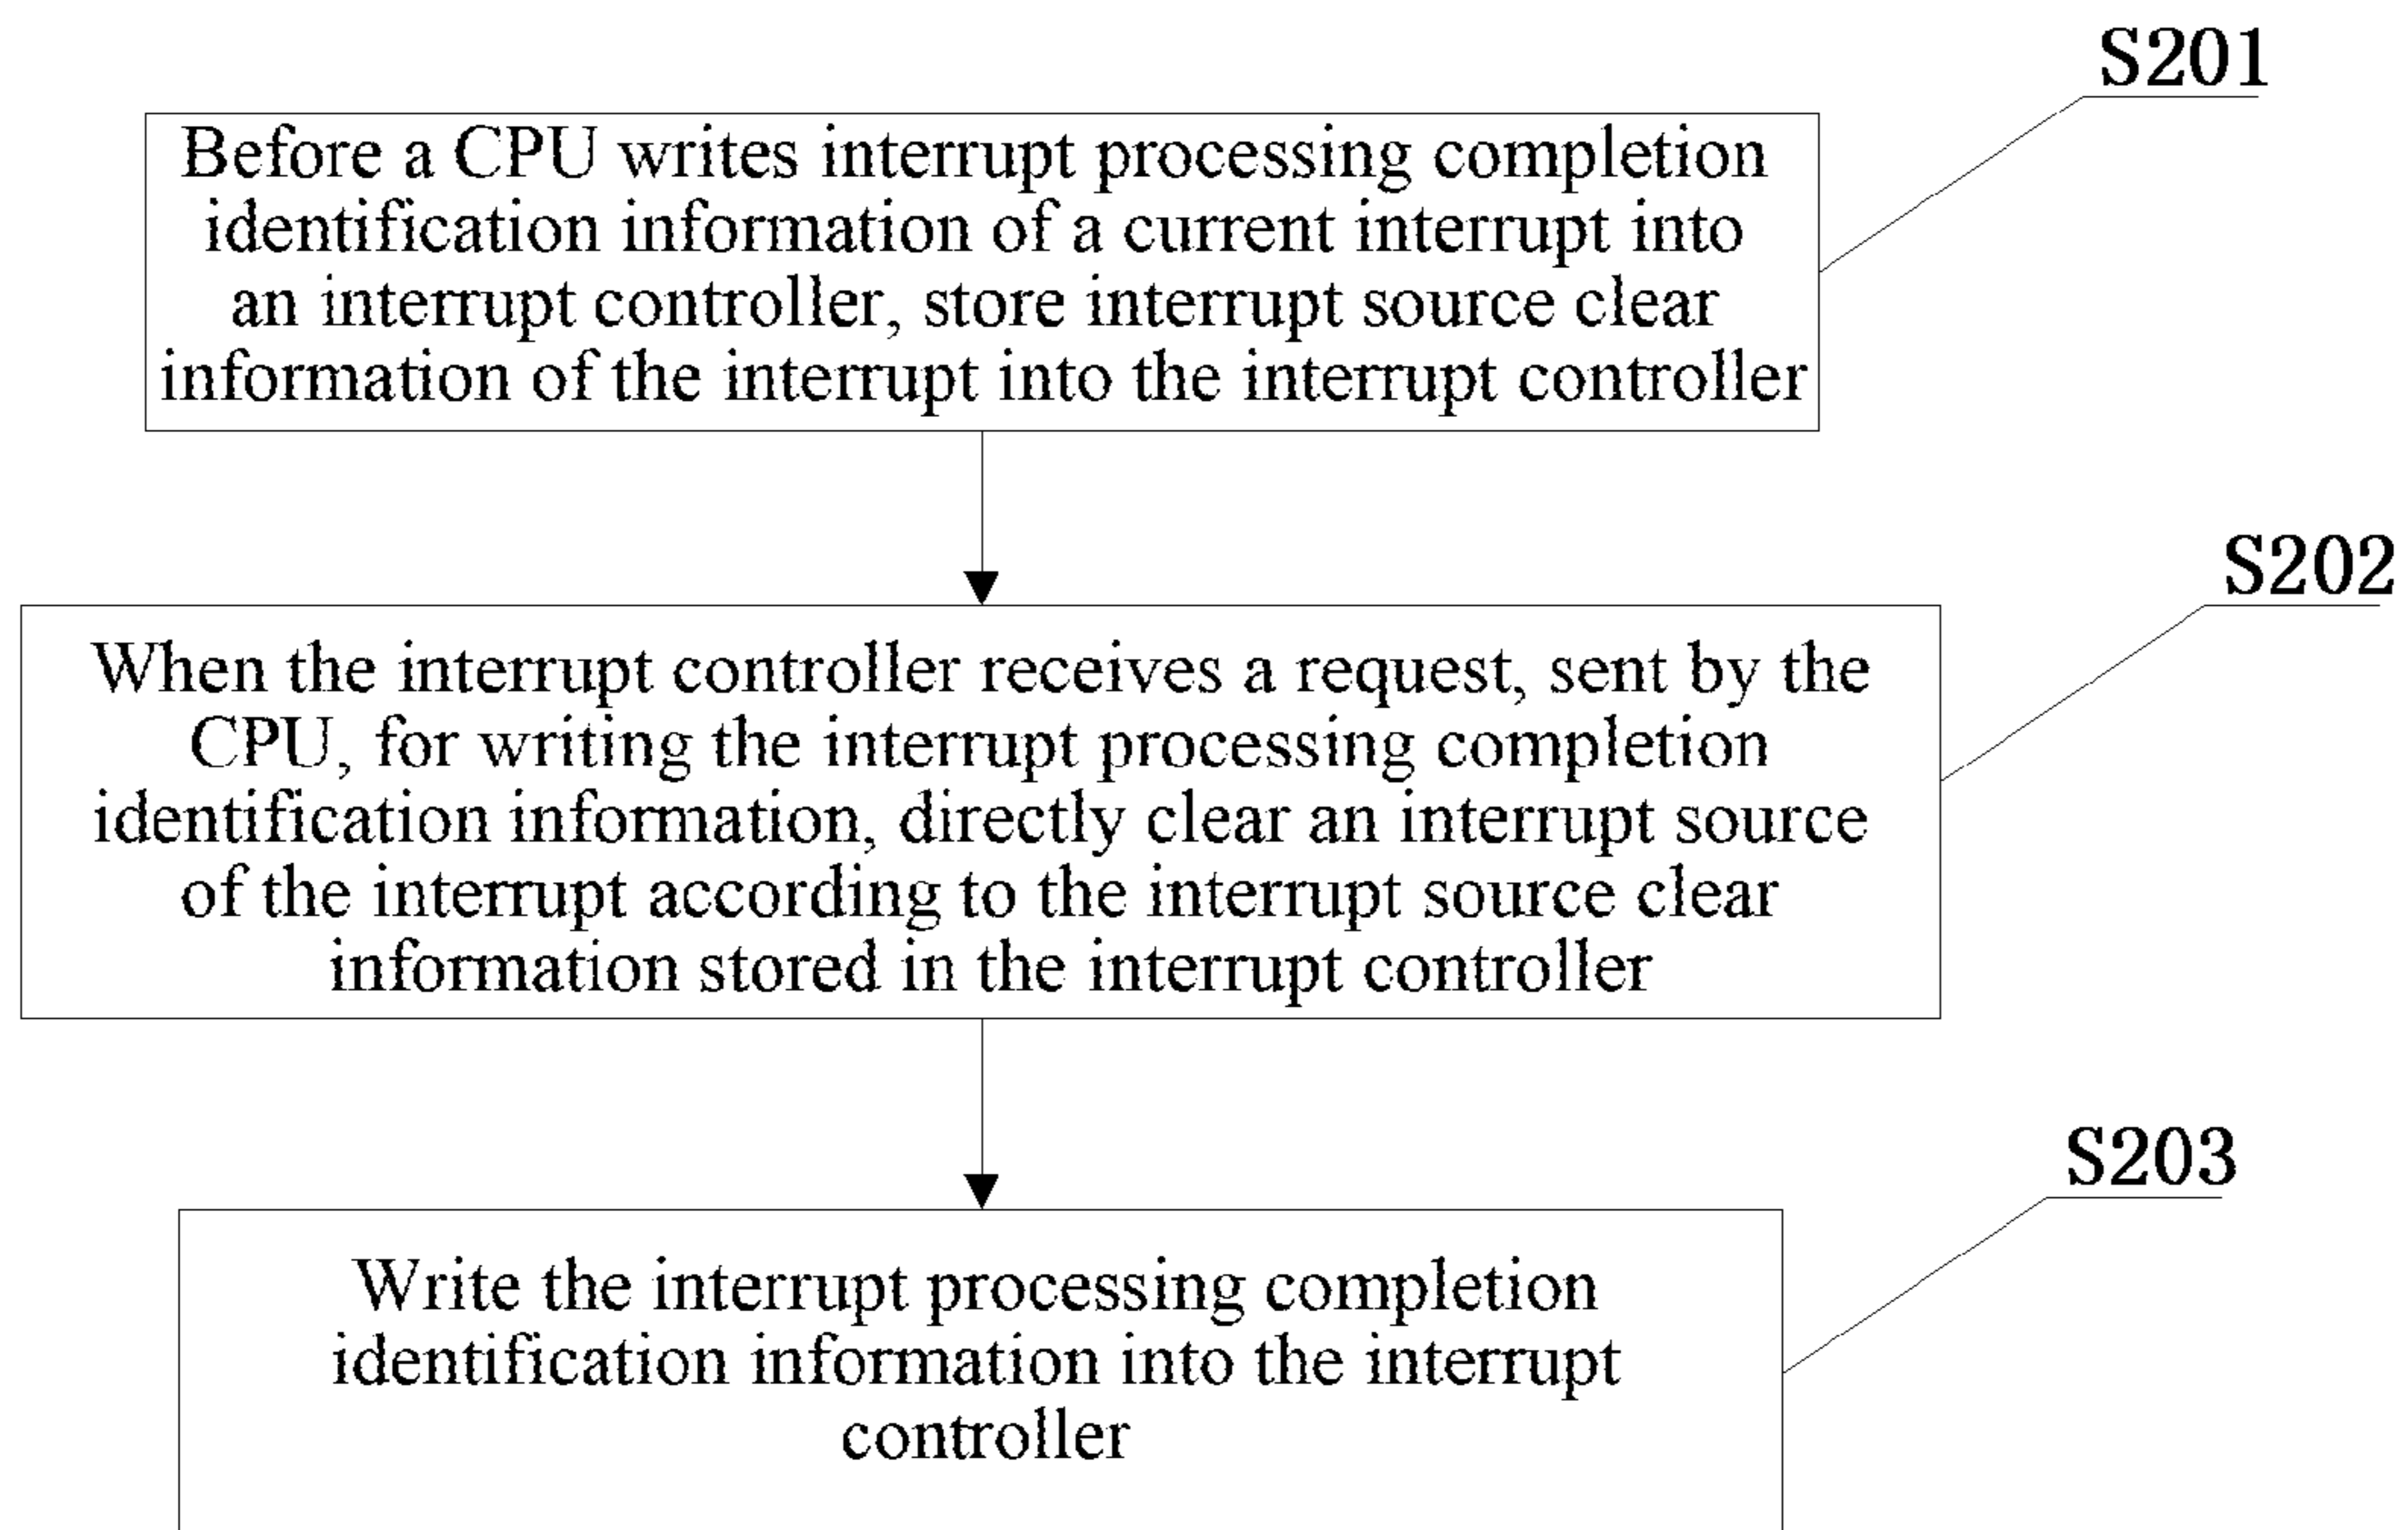 S201
Before a CPU writes interrupt processing completion
identification information of a current interrupt into
an interrupt controller, store interrupt source clear
information of the interrupt into the interrupt controller
S202
When the interrupt controller receives a request, sent by the
CPU, for writing the interrupt processing completion
identification information, directly clear an interrupt source
of the interrupt according to the interrupt source clear
information stored in the interrupt controller
S203
Write the interrupt processing completion
identification information into the interrupt
controller